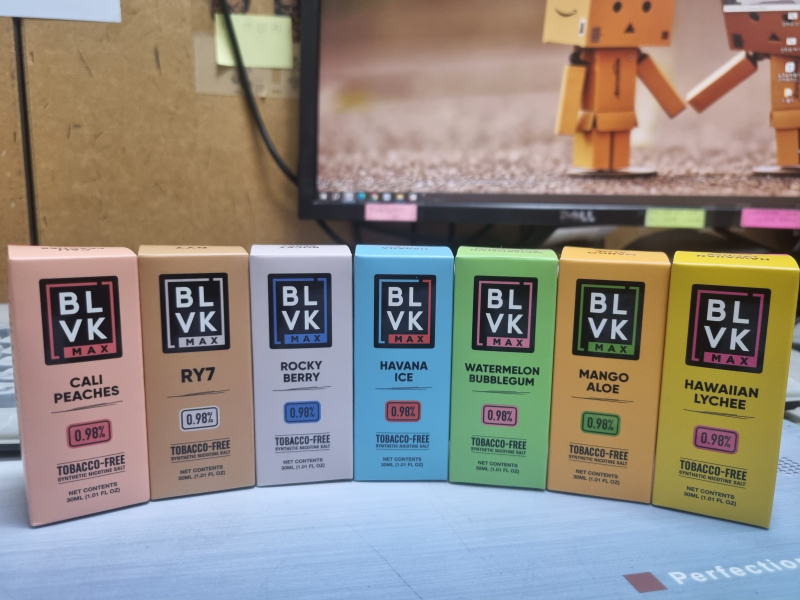 BL
VK
MAX
CALI
PEACHES
0.98%
TOBACCO-FREE
SYNTHETIC NICOTINE SALT
NET CONTENTS
30ML (1.01 FL OZ)
RY7
BL
VK
MAX
RY7
0.98%
TOBACCO-FREE
SYNTHETIC NICOTINE SALT
NET CONTENTS
30ML (1.01 FL OZ)
BL
VK
MAX
ROCKY
BERRY
0.98%
TOBACCO-FREE
SYNTHETIC NICOTINE SALT
NET CONTENTS
30ML (1.01 FL OZ)
BL
VK
MAX
HAVANA
ICE
0.98%
TOBACCO-FREE
SYNTHETIC NICOTINE SALT
NET CONTENTS
30ML (1.01 FL OZ)
BL
VK
MAX
WATERMELON
BUBBLEGUM
0.98%
TOBACCO-FREE
SYNTHETIC NICOTINE SALT
NET CONTENTS
30ML (1.01 FL OZ)
BL
VK
MAX
MANGO
ALOE
0.98%
TOBACCO-FREE
SYNTHETIC NICOTINE SALT
NET CONTENTS
30ML (1.01 FL OZ)
BL
VK
MAX
HAWAIIAN
LYCHEE
0.98%
TOBACCO-FREE
SYNTHETIC NICOTINE SALT
NET CONTENTS
30ML (1.01 FL OZ)
DELL
Perfection